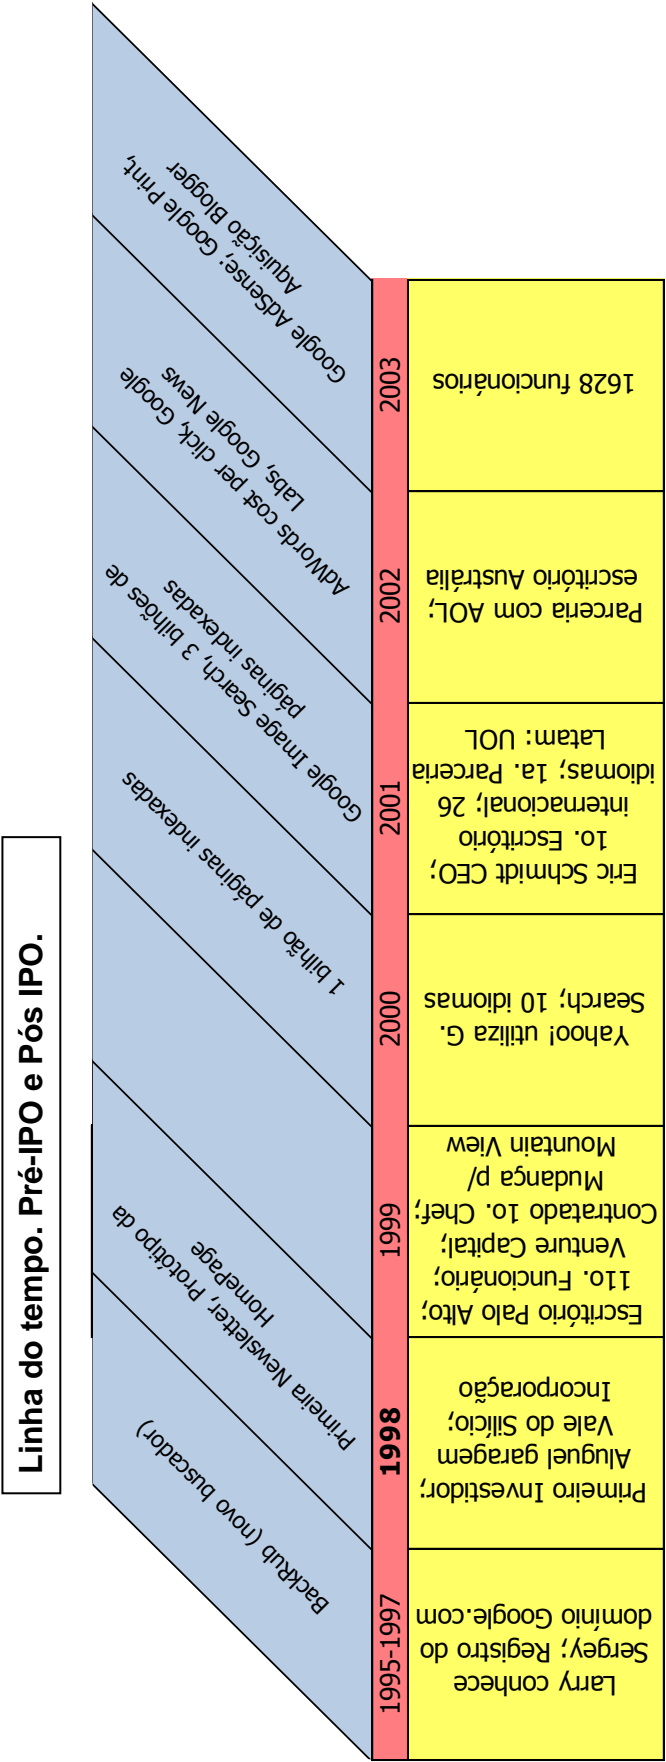 Linha do tempo. Pré-IPO e Pós IPO.
BackRub (novo buscador)
1995-1997
Larry conhece
Sergey; Registro do
domínio Google.com
Primeira Newsletter, Protótipo da
HomePage
1998
Primeiro Investidor;
Aluguel garagem
Vale do Silício;
Incorporação
1999
Escritório Palo Alto;
11o. Funcionário;
Venture Capital;
Contratado 1o. Chef;
Mudança p/
Mountain View
1 bilhão de páginas indexadas
2000
Yahoo! utiliza G.
Search; 10 idiomas
Google Image Search, 3 bilhões de
páginas indexadas
2001
Eric Schmidt CEO;
1o. Escritório
internacional; 26
idiomas; 1a. Parceria
Latam: UOL
AdWords cost per click, Google
Labs, Google News
2002
Parceria com AOL;
escritório Austrália
Google AdSense; Google Print,
Aquisição Blogger
2003
1628 funcionários